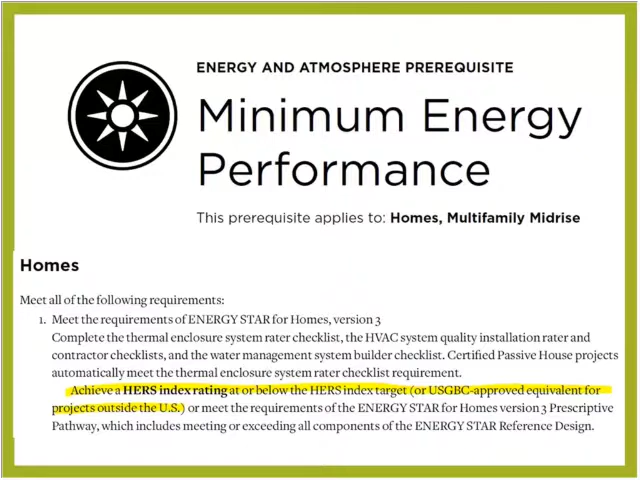 ENERGY AND ATMOSPHERE PREREQUISITE
Minimum Energy
Performance
This prerequisite applies to: Homes, Multifamily Midrise
Homes
Meet all of the following requirements:
1. Meet the requirements of ENERGY STAR for Homes, version 3
Complete the thermal enclosure system rater checklist, the HVAC system quality installation rater and
contractor checklists, and the water management system builder checklist. Certified Passive House projects
automatically meet the thermal enclosure system rater checklist requirement.
Achieve a HERS index rating at or below the HERS index target (or USGBC-approved equivalent for
projects outside the U.S.) or meet the requirements of the ENERGY STAR for Homes version 3 Prescriptive
Pathway, which includes meeting or exceeding all components of the ENERGY STAR Reference Design.